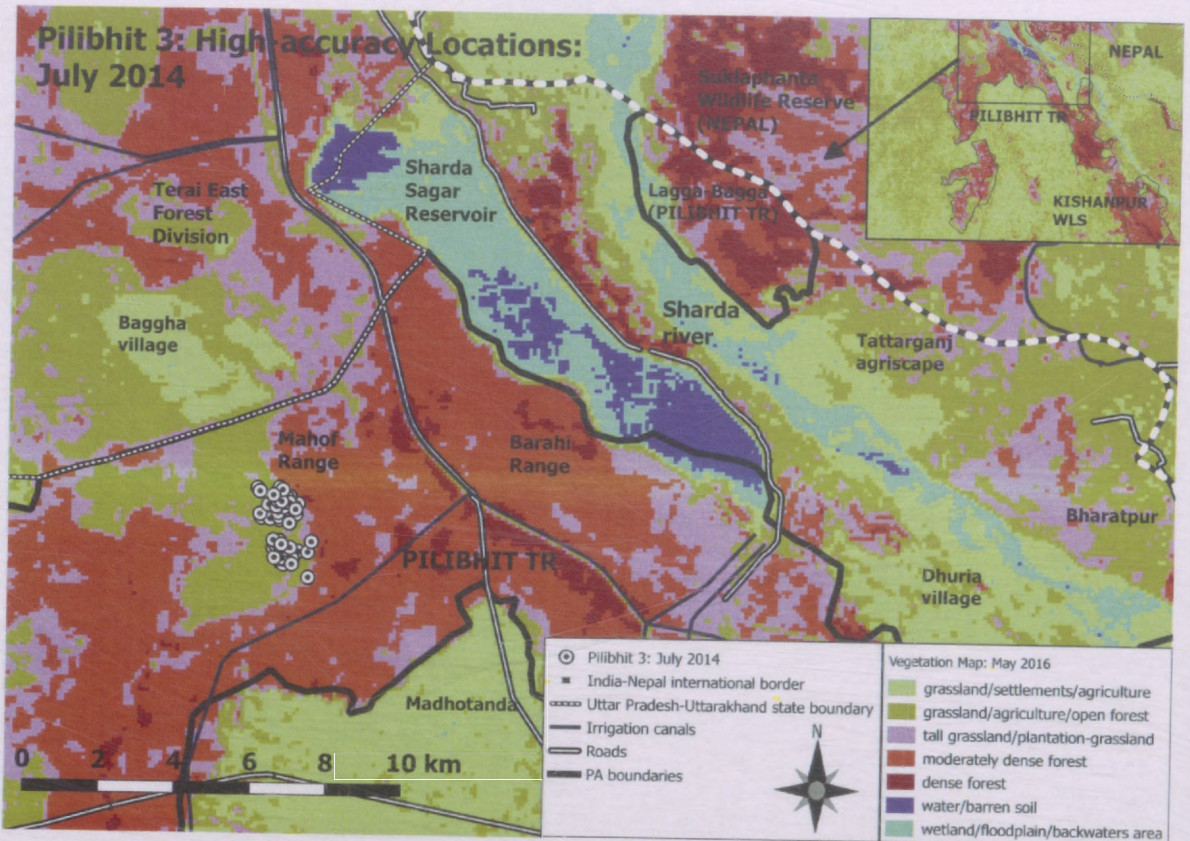 Pilibhit 3: High-accuracy Locations:
July 2014
Suklaphanta
Wildlife Reserve
(NEPAL)
NEPAL
PILIBHIT TR
KISHANPUR
WLS
Sharda
Sagar
Reservoir
Terai East
Forest
Division
Lagga-Bagga
(PILIBHIT TR)
Baggha
village
Sharda
river
Tattarganj
agriscape
Mahof
Range
Barahi
Range
Bharatpur
PILIBHIT TR
Dhuria
village
Madhotanda
0 2 4 6 8 10 km
Pilibhit 3: July 2014
India-Nepal international border
Uttar Pradesh-Uttarakhand state boundary
Irrigation canals
Roads
PA boundaries
N
Vegetation Map: May 2016
grassland/settlements/agriculture
grassland/agriculture/open forest
tall grassland/plantation-grassland
moderately dense forest
dense forest
water/barren soil
wetland/floodplain/backwaters area